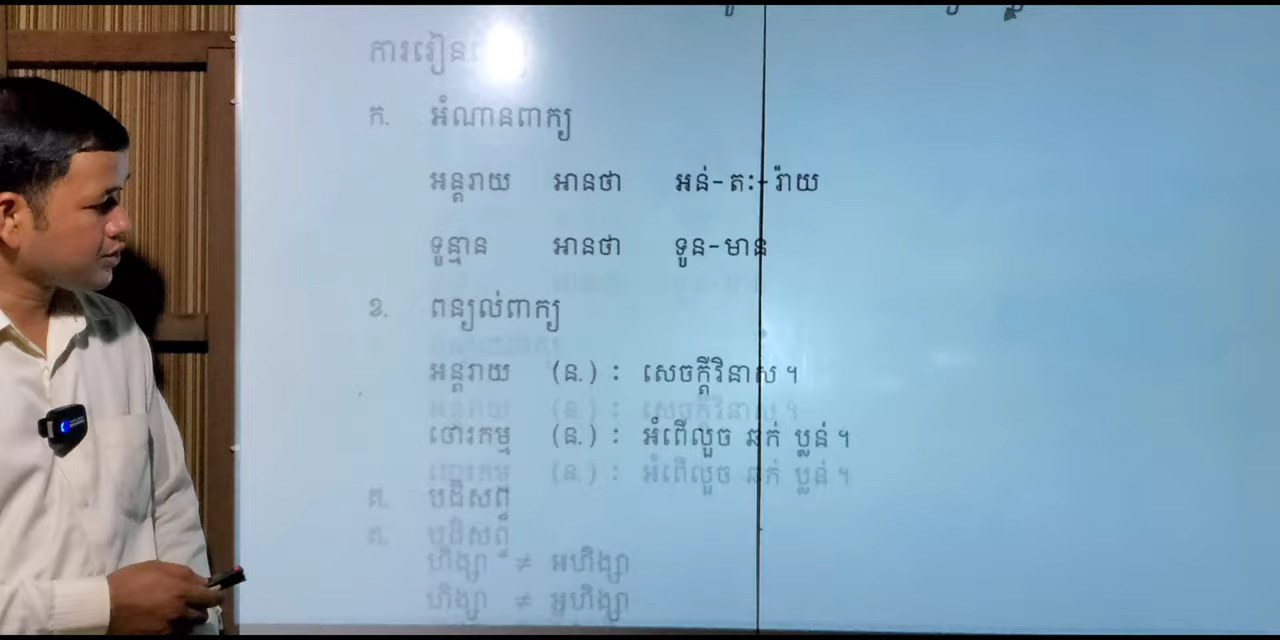 ការរៀន
ក. អំណានពាក្យ
អន្តរាយ អានថា អន់-តៈ-រ៉ាយ
ទូន្មាន អានថា ទូន-មាន
ខ. ពន្យល់ពាក្យ
អន្តរាយ (ន.) : សេចក្ដីវិនាស ។
ចោរកម្ម (ន.) : អំពើលួច ឆក់ ប្លន់ ។
គ. បដិសព្ទ
ហិង្សា ≠ អហិង្សា